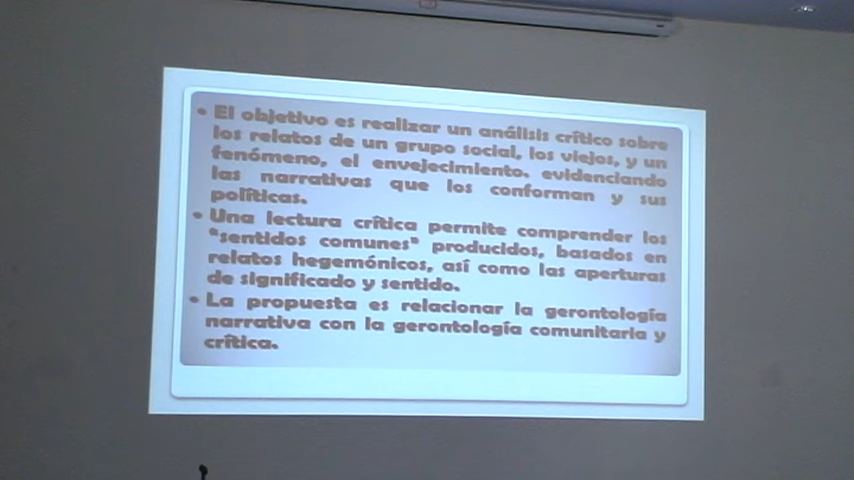 • El objetivo es realizar un análisis crítico sobre
los relatos de un grupo social, los viejos, y un
fenómeno, el envejecimiento. evidenciando
las narrativas que los conforman y sus
políticas.
• Una lectura crítica permite comprender los
"sentidos comunes" producidos, basados en
relatos hegemónicos, así como las aperturas
de significado y sentido.
• La propuesta es relacionar la gerontología
narrativa con la gerontología comunitaria y
crítica.